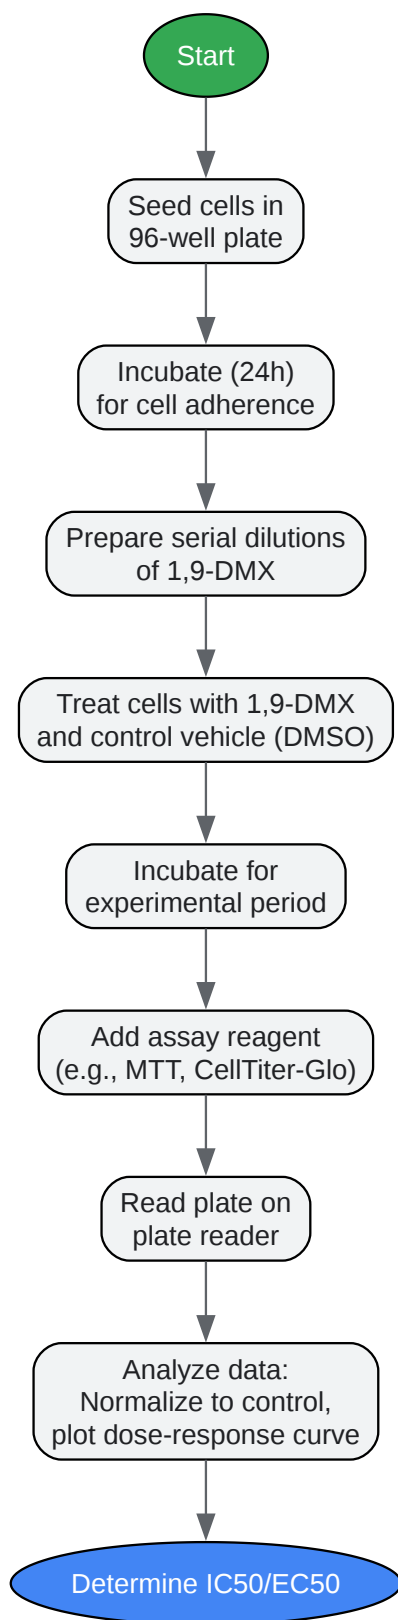 Start
Seed cells in
96-well plate
Incubate (24h)
for cell adherence
Prepare serial dilutions
of 1,9-DMX
Treat cells with 1,9-DMX
and control vehicle (DMSO)
Incubate for
experimental period
Add assay reagent
(e.g., MTT, CellTiter-Glo)
Read plate on
plate reader
Analyze data:
Normalize to control,
plot dose-response curve
Determine IC50/EC50